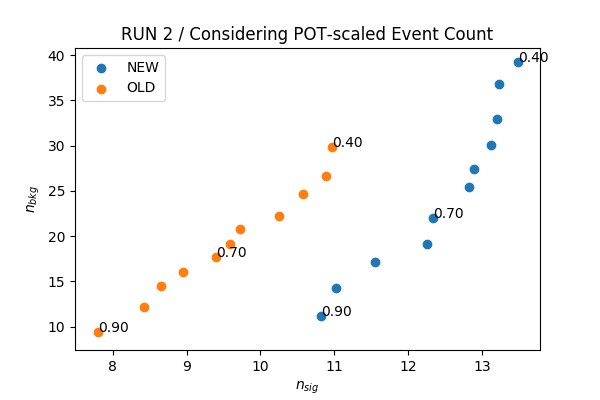 RUN 2 / Considering POT-scaled Event Count
NEW
OLD
0.40
0.40
0.70
0.70
0.90
0.90
40
35
30
25
20
15
10
n_bkg
8 9 10 11 12 13
n_sig